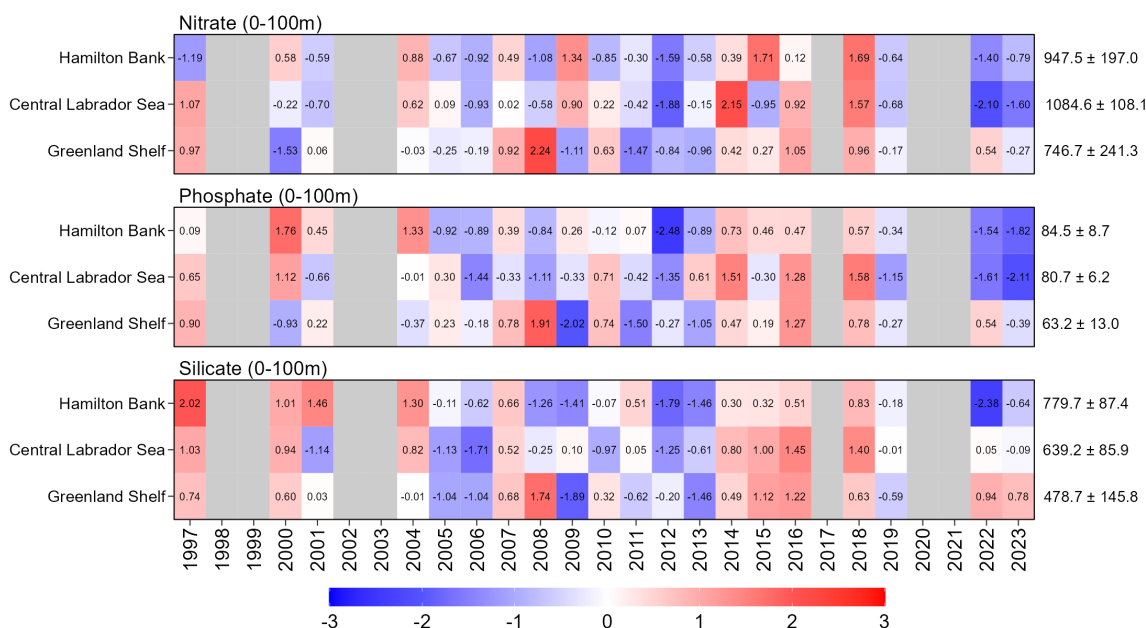 Nitrate (0-100m)
Hamilton Bank -1.19 0.58 -0.59 0.88 -0.67 -0.92 0.49 -1.08 1.34 -0.85 -0.30 -1.59 -0.58 0.39 1.71 0.12 1.69 -0.64 -1.40 -0.79 947.5 ± 197.0
Central Labrador Sea 1.07 -0.22 -0.70 0.62 0.09 -0.93 0.02 -0.58 0.90 0.22 -0.42 -1.88 -0.15 2.15 -0.95 0.92 1.57 -0.68 -2.10 -1.60 1084.6 ± 108.1
Greenland Shelf 0.97 -1.53 0.06 -0.03 -0.25 -0.19 0.92 2.24 -1.11 0.63 -1.47 -0.84 -0.96 0.42 0.27 1.05 0.96 -0.17 0.54 -0.27 746.7 ± 241.3
Phosphate (0-100m)
Hamilton Bank 0.09 1.76 0.45 1.33 -0.92 -0.89 0.39 -0.84 0.26 -0.12 0.07 -2.48 -0.89 0.73 0.46 0.47 0.57 -0.34 -1.54 -1.82 84.5 ± 8.7
Central Labrador Sea 0.65 1.12 -0.66 -0.01 0.30 -1.44 -0.33 -1.11 -0.33 0.71 -0.42 -1.35 0.61 1.51 -0.30 1.28 1.58 -1.15 -1.61 -2.11 80.7 ± 6.2
Greenland Shelf 0.90 -0.93 0.22 -0.37 0.23 -0.18 0.78 1.91 -2.02 0.74 -1.50 -0.27 -1.05 0.47 0.19 1.27 0.78 -0.27 0.54 -0.39 63.2 ± 13.0
Silicate (0-100m)
Hamilton Bank 2.02 1.01 1.46 1.30 -0.11 -0.62 0.66 -1.26 -1.41 -0.07 0.51 -1.79 -1.46 0.30 0.32 0.51 0.83 -0.18 -2.38 -0.64 779.7 ± 87.4
Central Labrador Sea 1.03 0.94 -1.14 0.82 -1.13 -1.71 0.52 -0.25 0.10 -0.97 0.05 -1.25 -0.61 0.80 1.00 1.45 1.40 -0.01 0.05 -0.09 639.2 ± 85.9
Greenland Shelf 0.74 0.60 0.03 -0.01 -1.04 -1.04 0.68 1.74 -1.89 0.32 -0.62 -0.20 -1.46 0.49 1.12 1.22 0.63 -0.59 0.94 0.78 478.7 ± 145.8
1997 1998 1999 2000 2001 2002 2003 2004 2005 2006 2007 2008 2009 2010 2011 2012 2013 2014 2015 2016 2017 2018 2019 2020 2021 2022 2023
-3 -2 -1 0 1 2 3